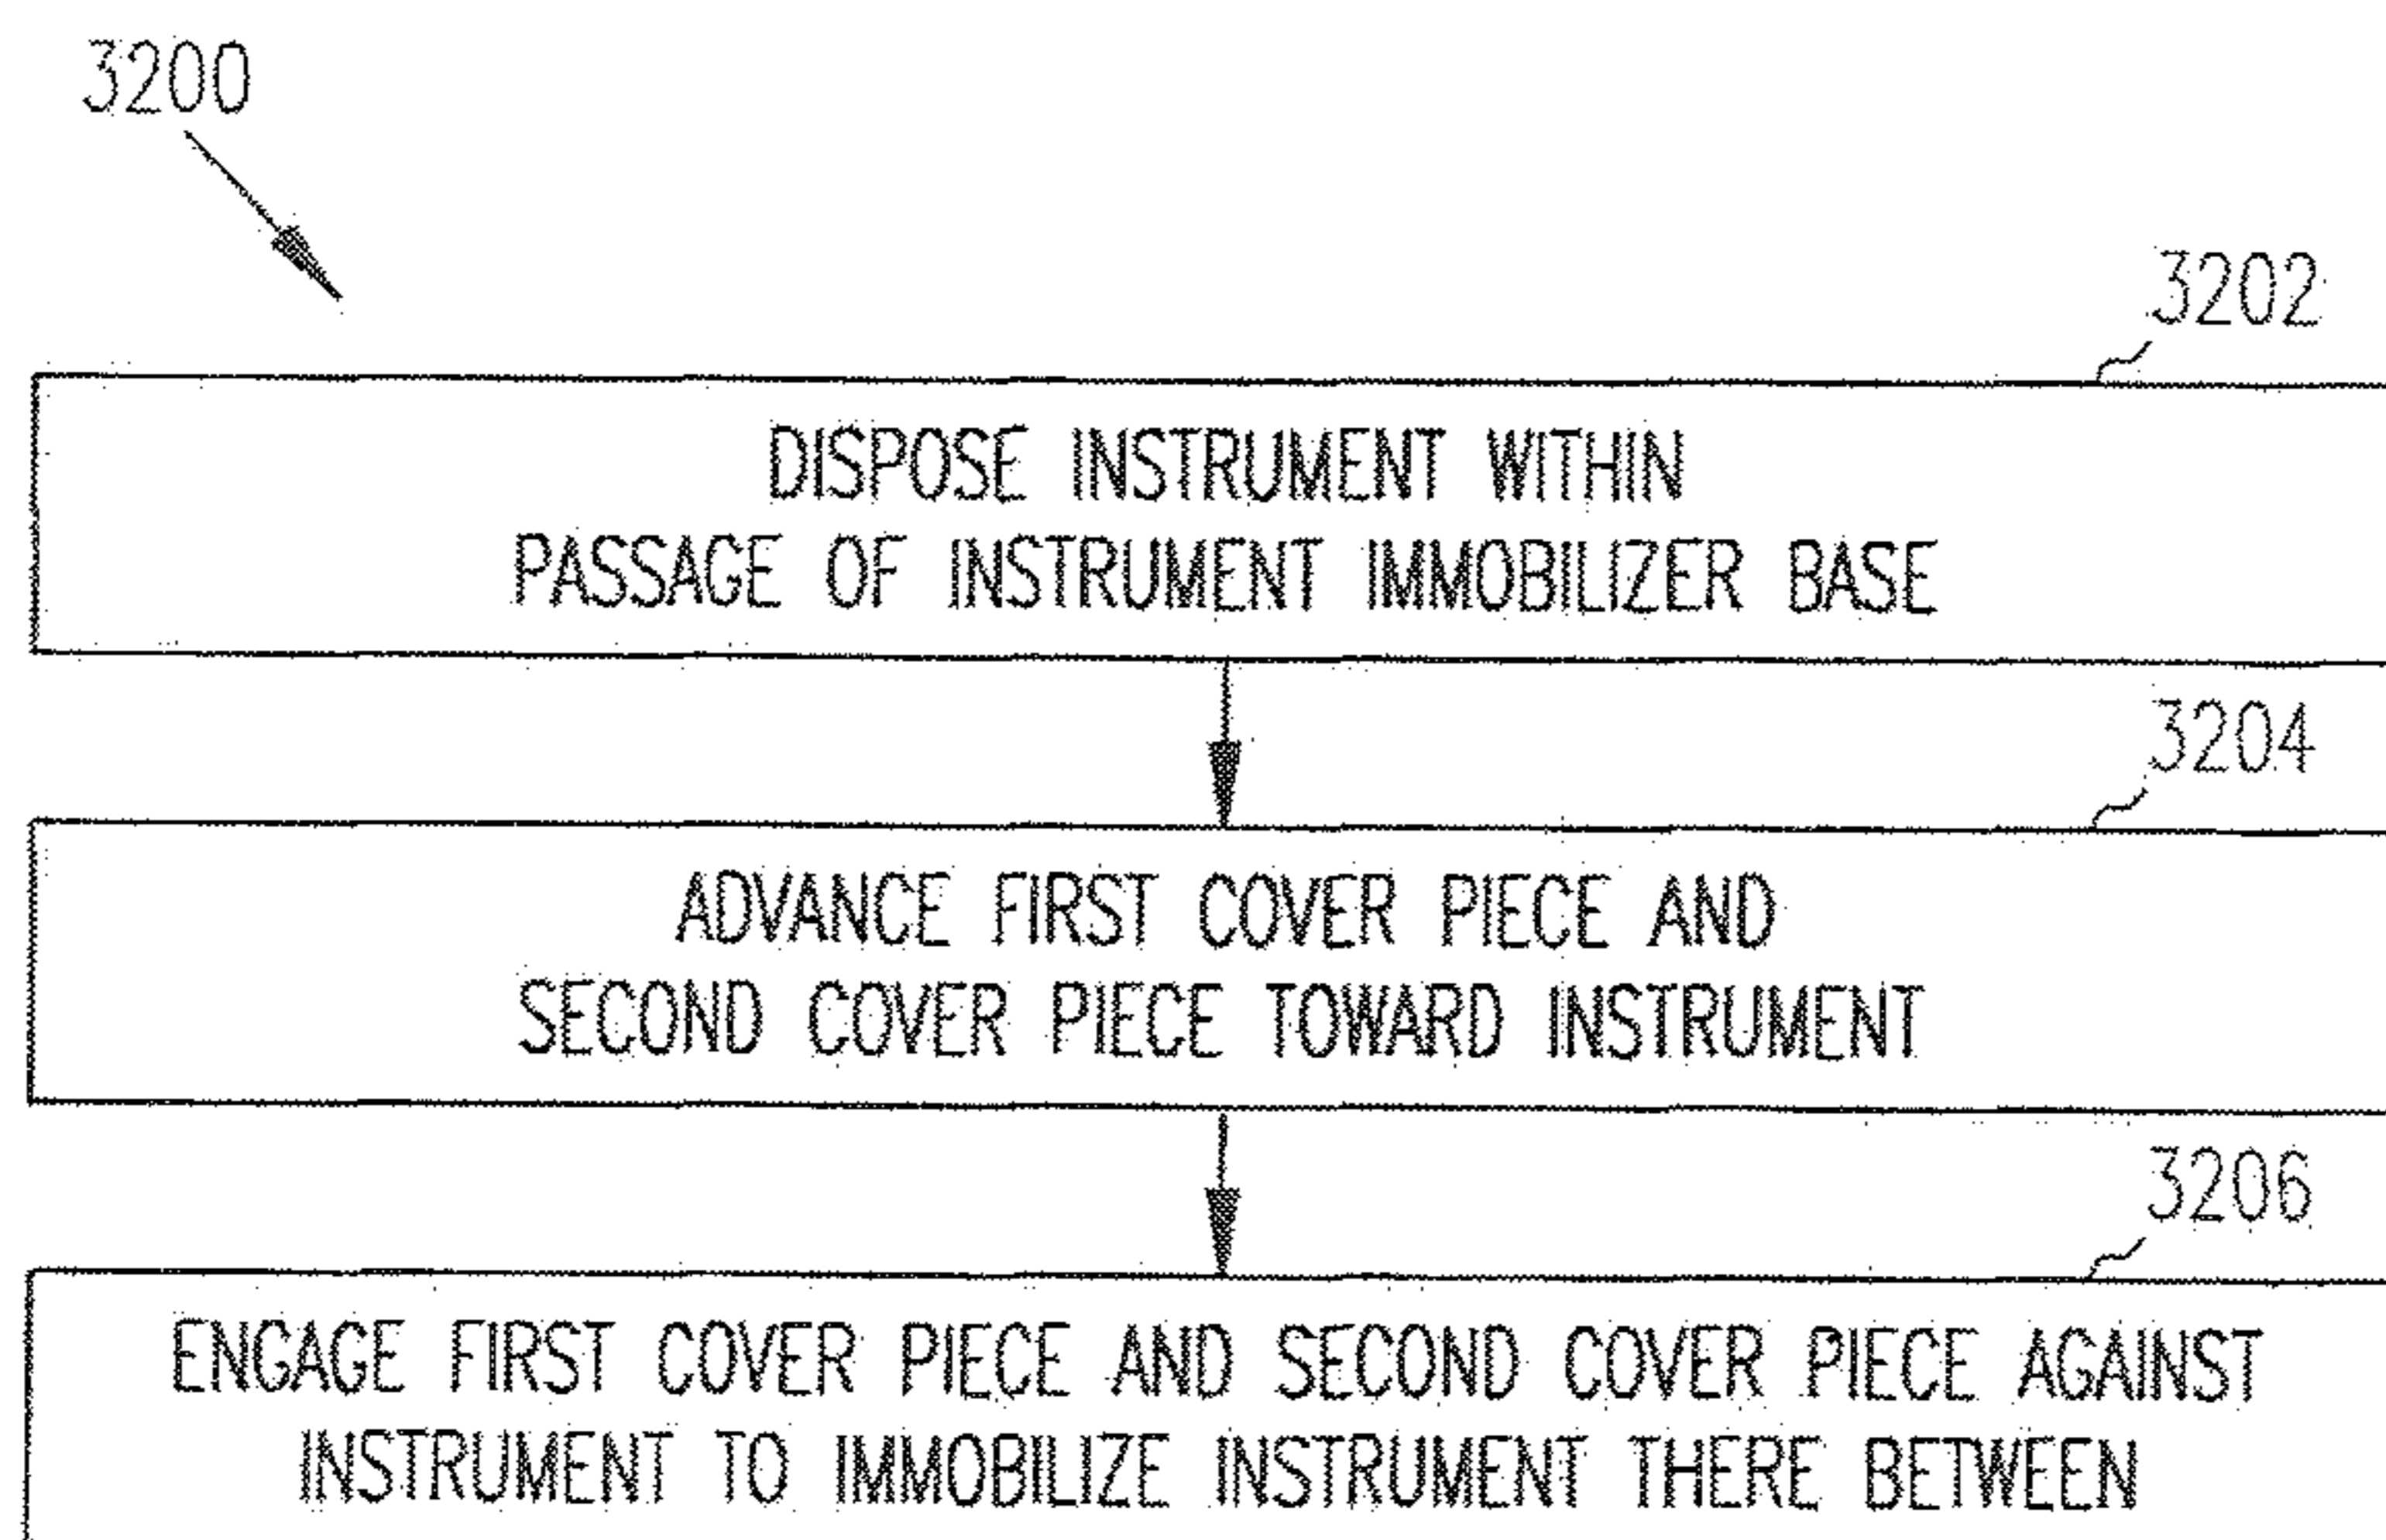 3200
3202
DISPOSE INSTRUMENT WITHIN
PASSAGE OF INSTRUMENT IMMOBILIZER BASE
3204
ADVANCE FIRST COVER PIECE AND
SECOND COVER PIECE TOWARD INSTRUMENT
3206
ENGAGE FIRST COVER PIECE AND SECOND COVER PIECE AGAINST
INSTRUMENT TO IMMOBILIZE INSTRUMENT THERE BETWEEN